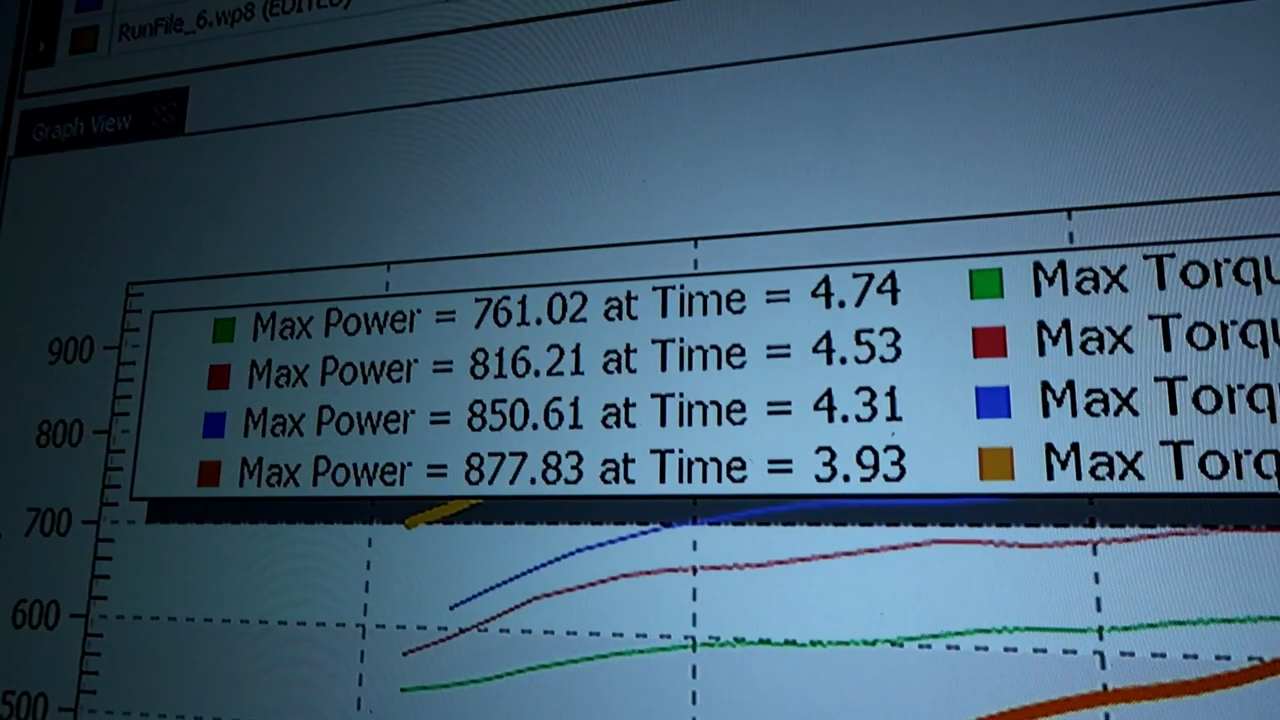 RunFile_6.wp8 (EDITED)
Graph View
Max Power = 761.02 at Time = 4.74 Max Torqu
Max Power = 816.21 at Time = 4.53 Max Torqu
Max Power = 850.61 at Time = 4.31 Max Torq
Max Power = 877.83 at Time = 3.93 Max Torq
900
800
700
600
500